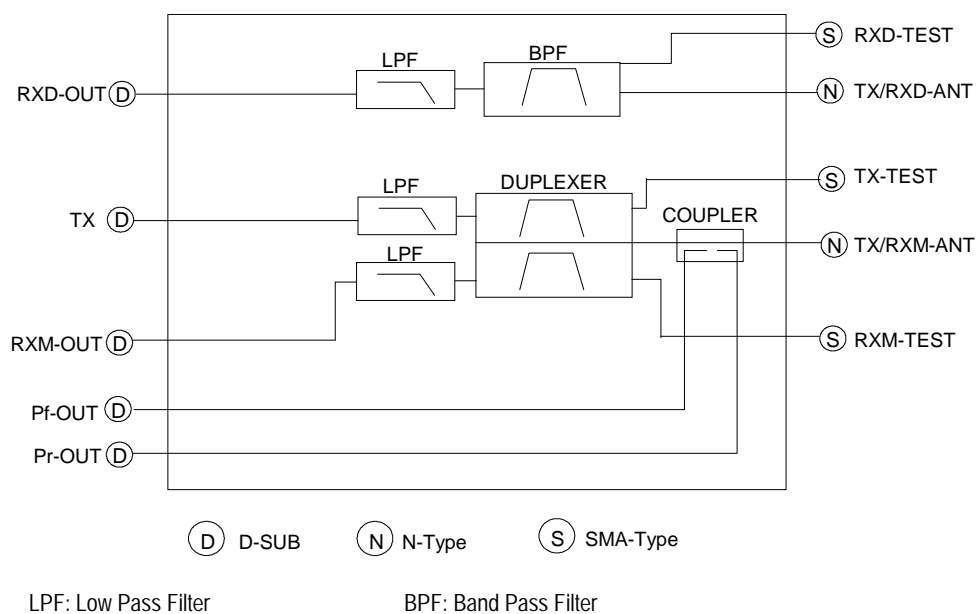 LPF
BPF
S RXD-TEST
RXD-OUT D
N TX/RXD-ANT
LPF
DUPLEXER
S TX-TEST
TX D
COUPLER
N TX/RXM-ANT
LPF
RXM-OUT D
S RXM-TEST
Pf-OUT D
Pr-OUT D
D D-SUB N N-Type S SMA-Type
LPF: Low Pass Filter BPF: Band Pass Filter